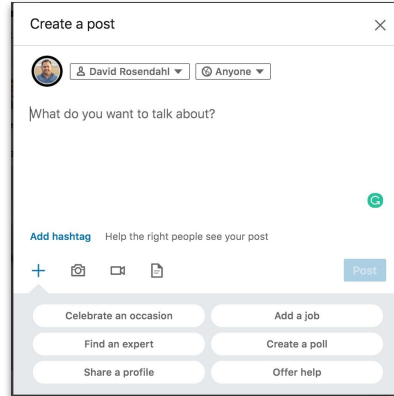 Create a post
David Rosendahl Anyone
What do you want to talk about?
Add hashtag Help the right people see your post
Post
Celebrate an occasion Add a job
Find an expert Create a poll
Share a profile Offer help